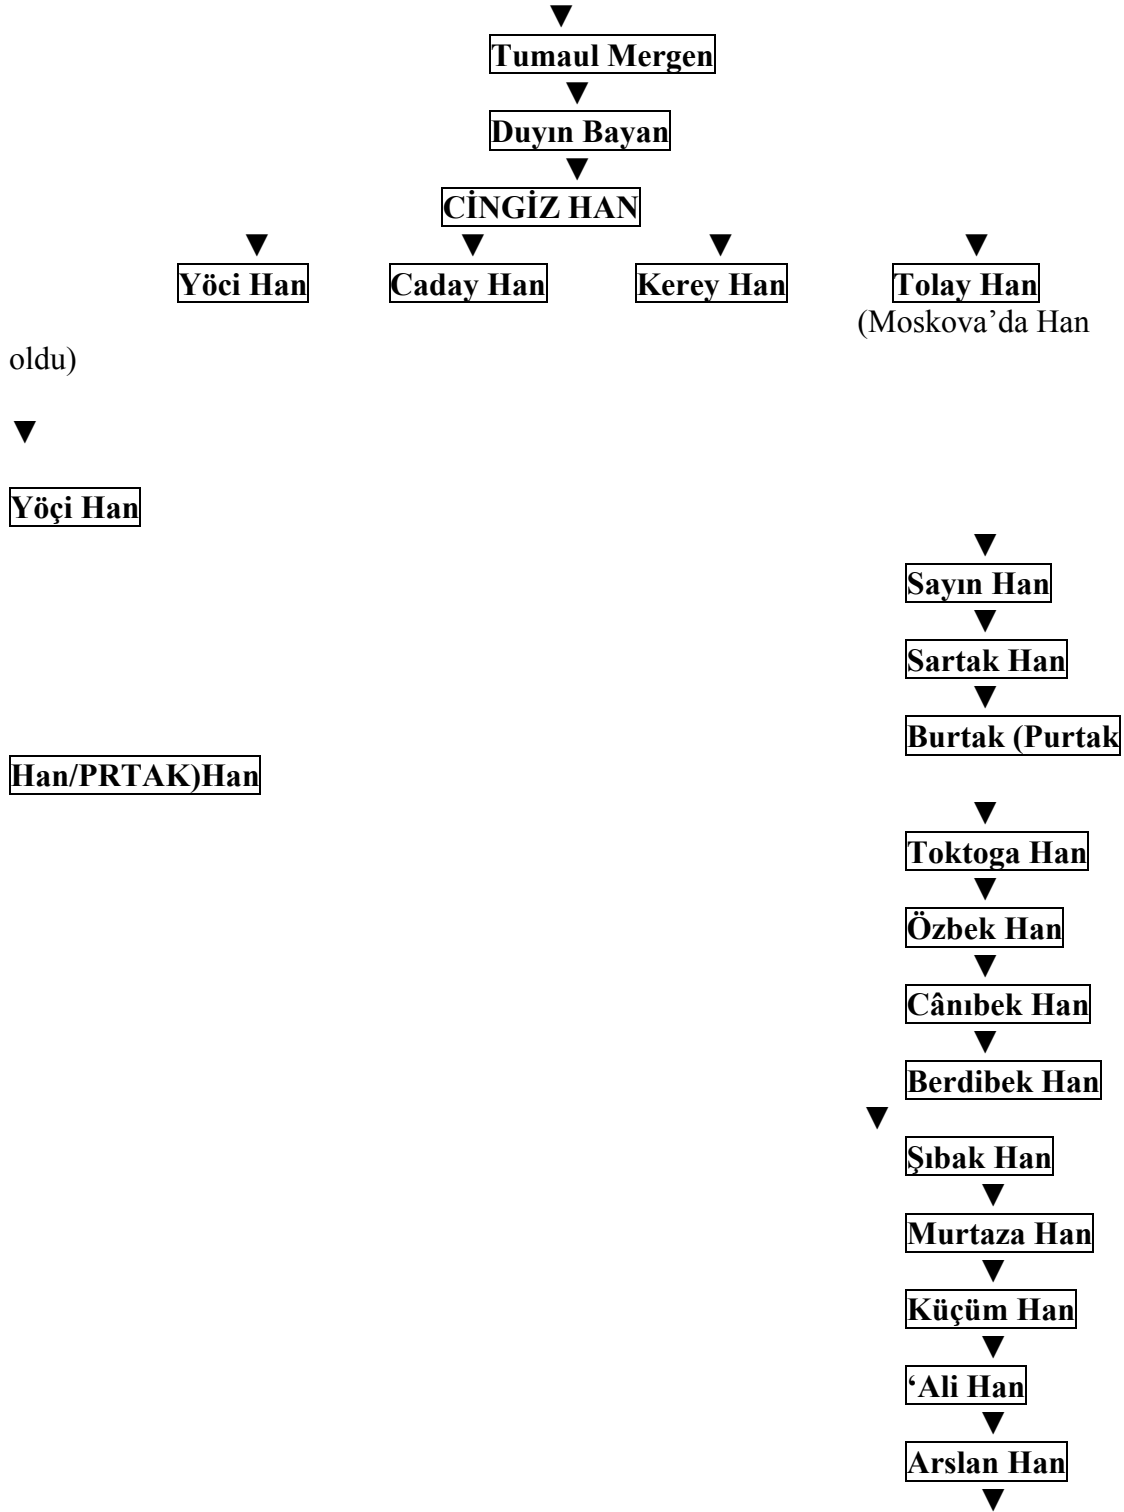 ▼
Tumaul Mergen
▼
Duyın Bayan
▼
CİNGİZ HAN
▼ ▼ ▼ ▼
Yöci Han Caday Han Kerey Han Tolay Han
(Moskova’da Han
oldu)
▼
Yöçi Han
▼
Sayın Han
▼
Sartak Han
▼
Burtak (Purtak
Han/PRTAK)Han
▼
Toktoga Han
▼
Özbek Han
▼
Cânıbek Han
▼
Berdibek Han
▼
Şıbak Han
▼
Murtaza Han
▼
Küçüm Han
▼
‘Ali Han
▼
Arslan Han
▼